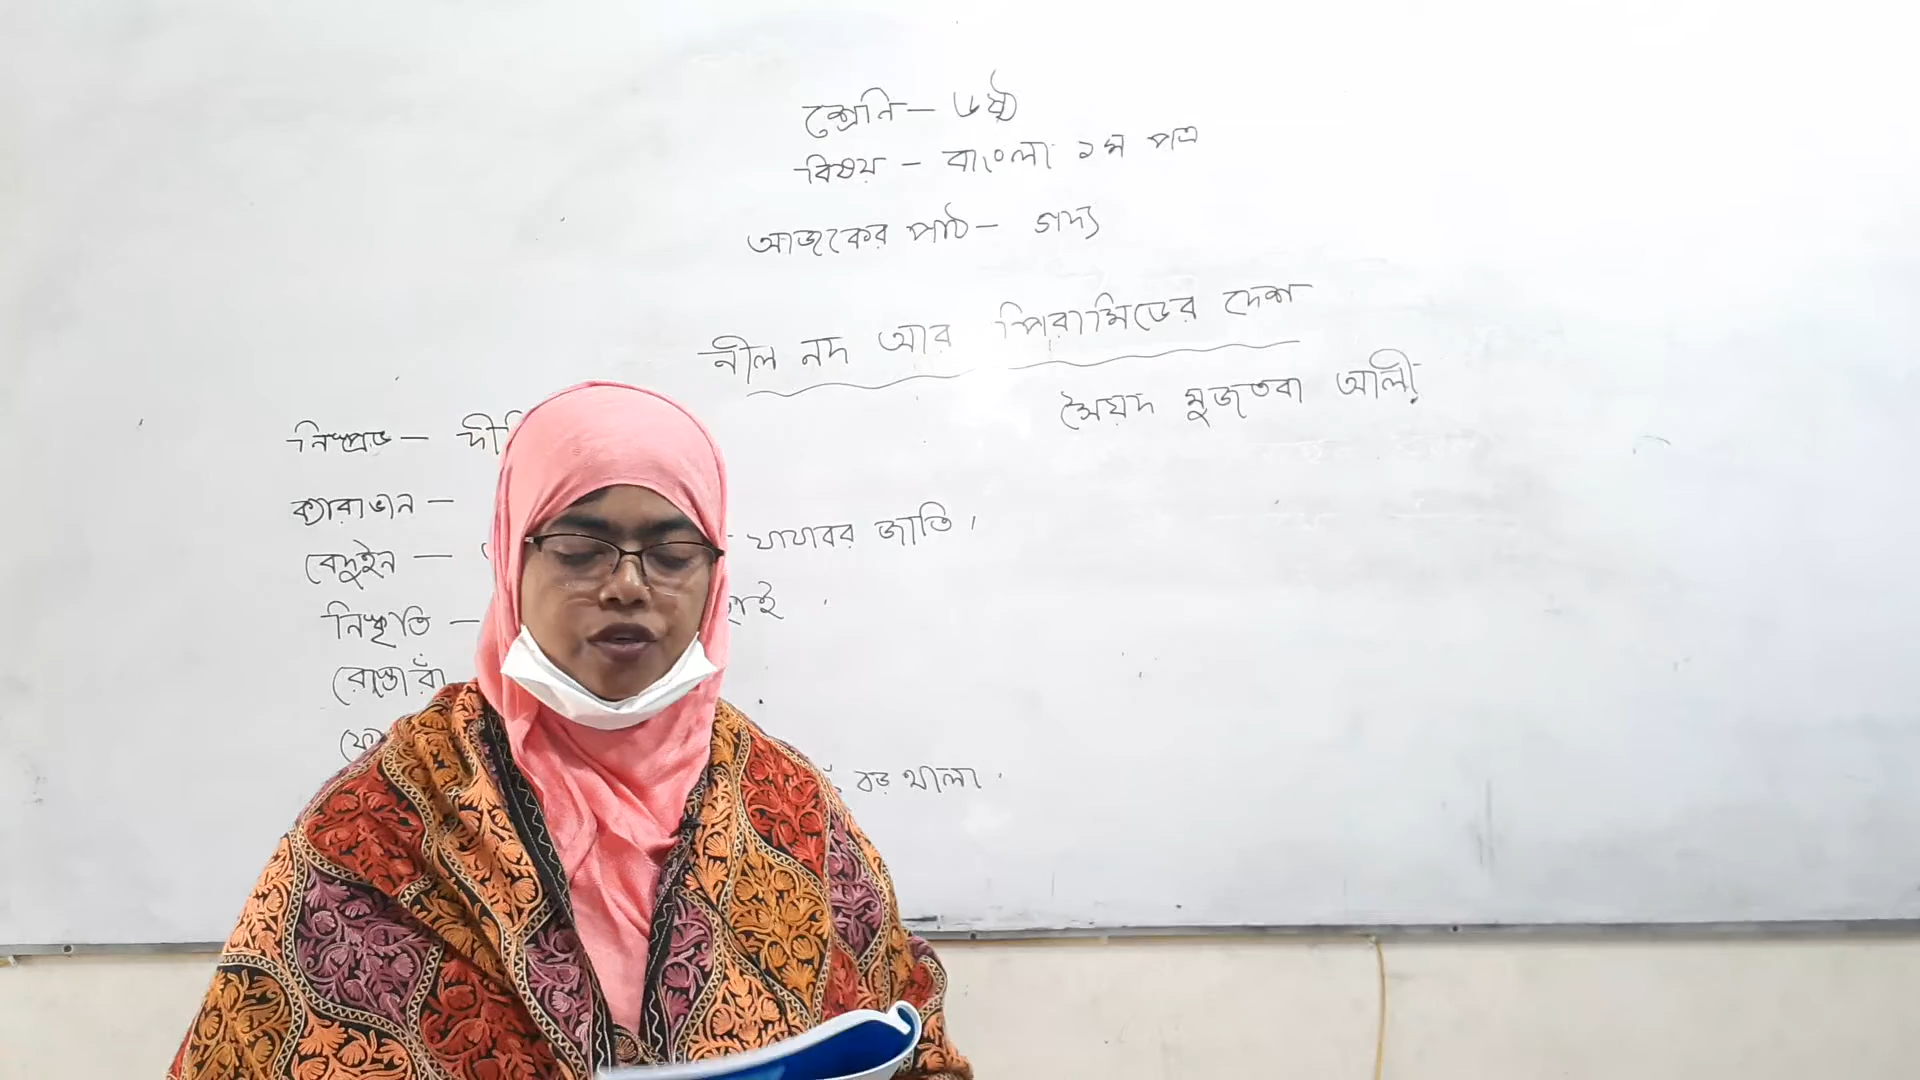 শ্রেনি - ৬ষ্ঠ
বিষয় - বাংলা ১ম পত্র
আজকের পাঠ - গদ্য
নীল নদ আর পিরামিডের দেশ
সৈয়দ মুজতবা আলী
নিষ্প্রভ -
ক্যারাভান -
বেদুইন - যাযাবর জাতি।
নিষ্কৃতি -
রেস্তোরাঁ
বড় থালা